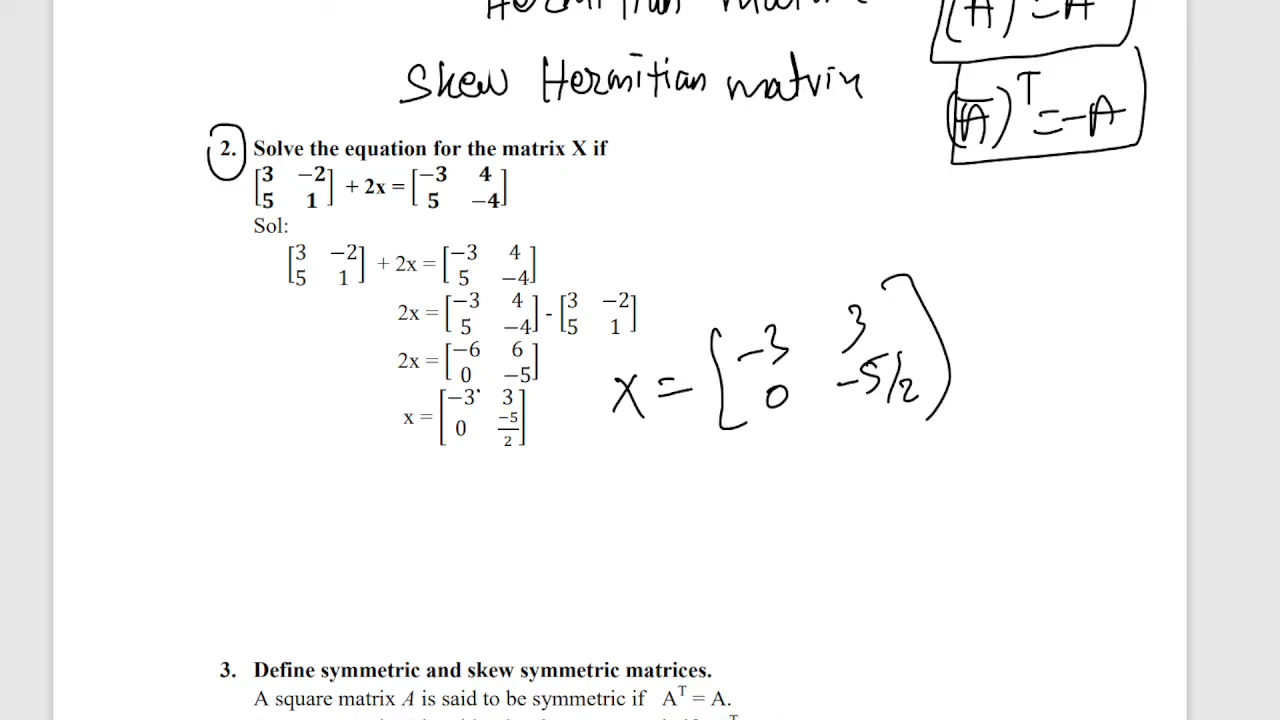 Hermitian matrix
(A̅)ᵀ = A
Skew Hermitian matrix
(A̅)ᵀ = -A
2. Solve the equation for the matrix X if
[3 −2; 5 1] + 2x = [−3 4; 5 −4]
Sol:
[3 −2; 5 1] + 2x = [−3 4; 5 −4]
2x = [−3 4; 5 −4] - [3 −2; 5 1]
2x = [−6 6; 0 −5]
x = [−3 3; 0 −5/2]
X = [-3 3; 0 -5/2]
3. Define symmetric and skew symmetric matrices.
A square matrix A is said to be symmetric if Aᵀ = A.